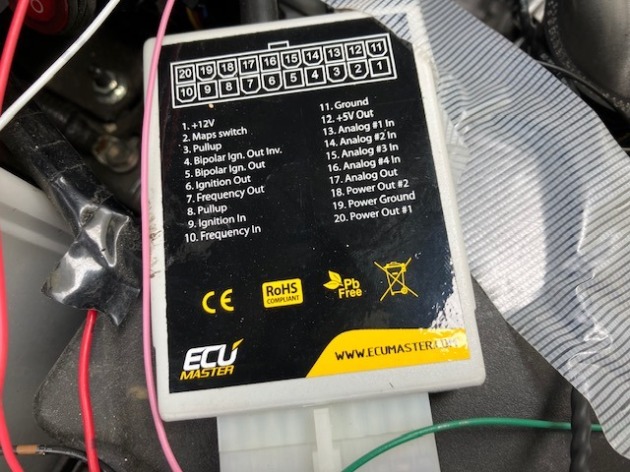 20 19 18 17 16 15 14 13 12 11
10 9 8 7 6 5 4 3 2 1
1. +12V
2. Maps switch
3. Pullup
4. Bipolar Ign. Out Inv.
5. Bipolar Ign. Out
6. Ignition Out
7. Frequency Out
8. Pullup
9. Ignition In
10. Frequency In
11. Ground
12. +5V Out
13. Analog #1 In
14. Analog #2 In
15. Analog #3 In
16. Analog #4 In
17. Analog Out
18. Power Out #2
19. Power Ground
20. Power Out #1
CE
RoHS
COMPLIANT
Pb
Free
ECU
MASTER
WWW.ECUMASTER.COM